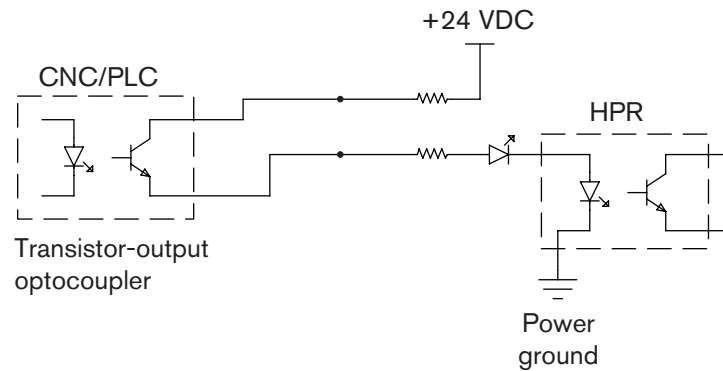 +24 VDC
CNC/PLC
HPR
Transistor-output
optocoupler
Power
ground